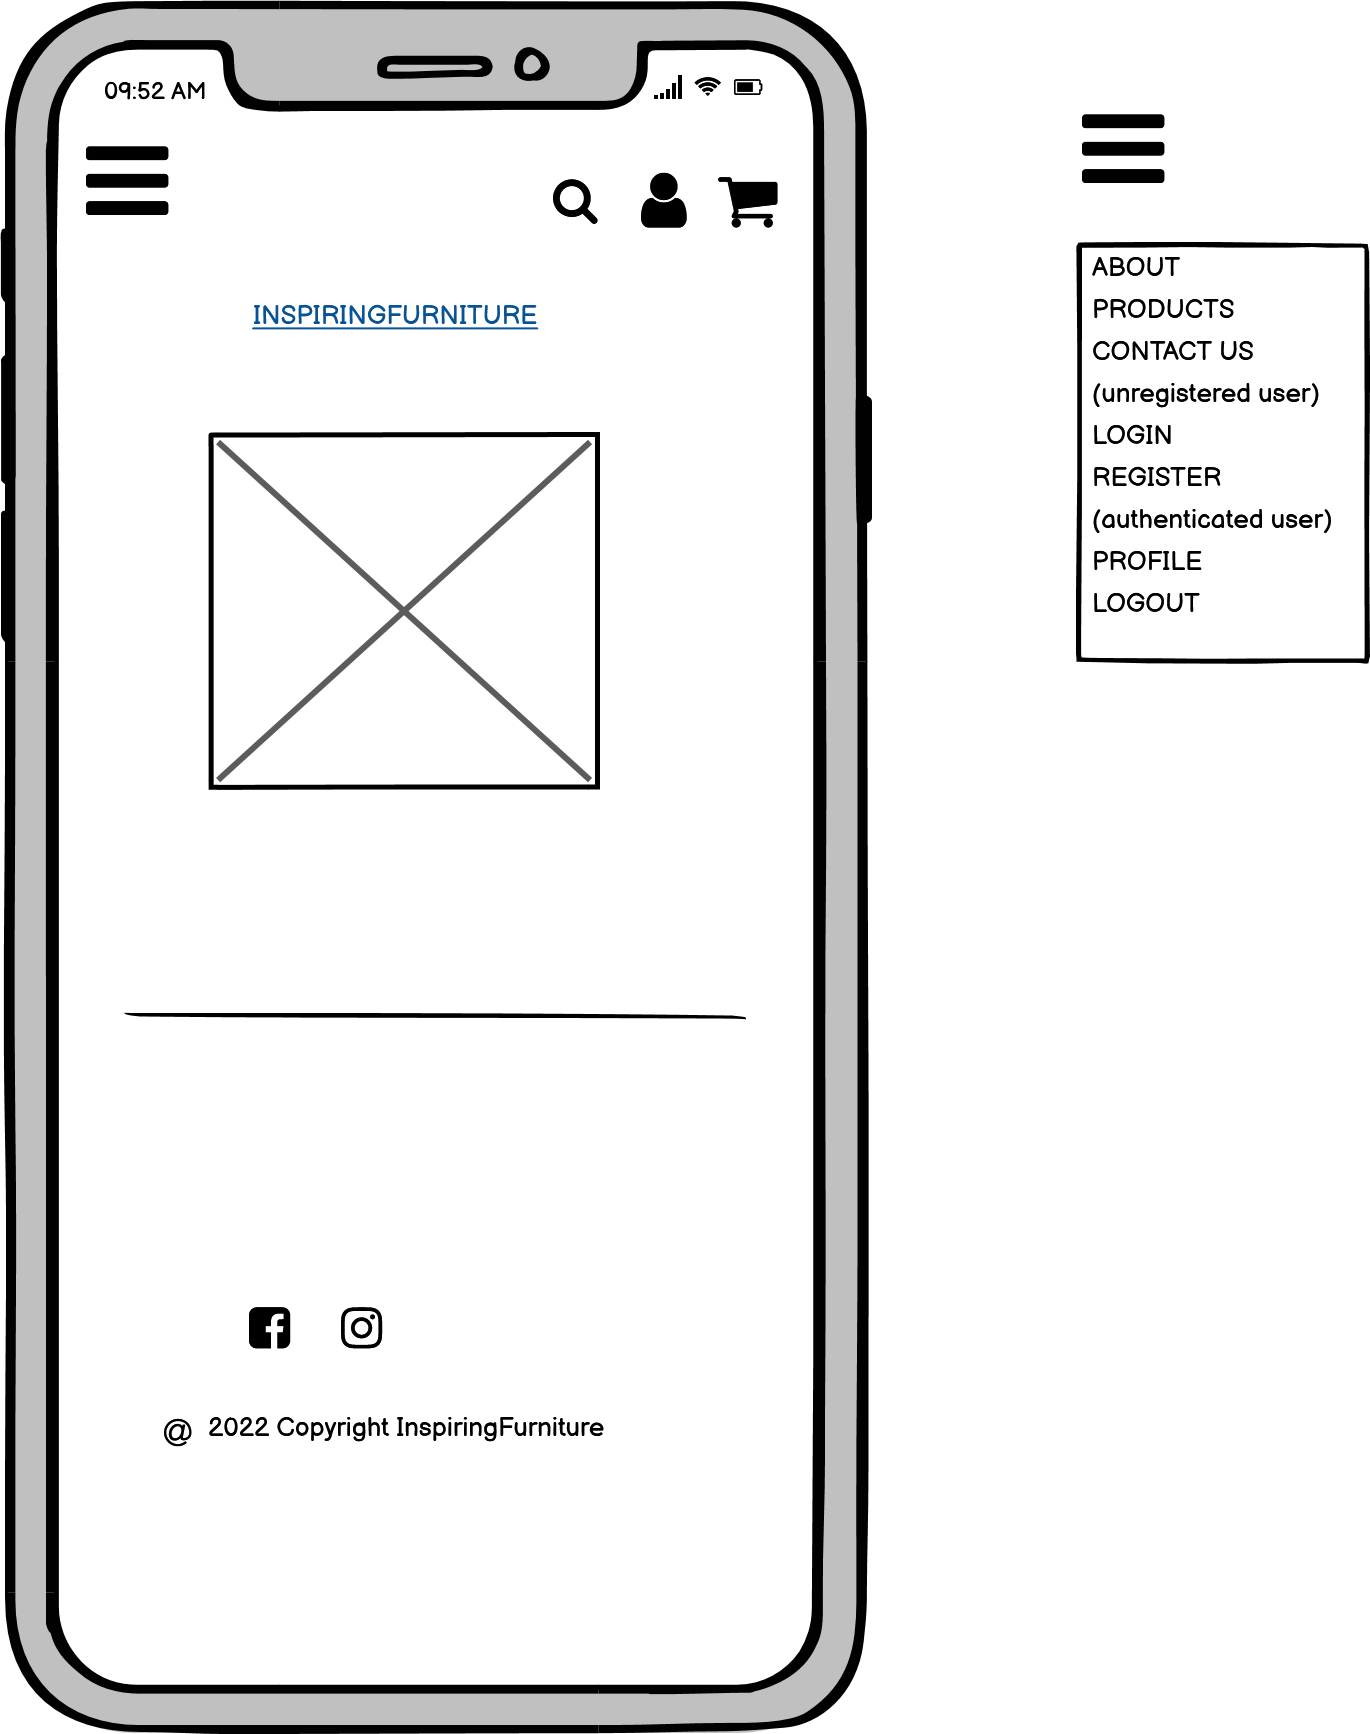 09:52 AM
INSPIRINGFURNITURE
@ 2022 Copyright InspiringFurniture
ABOUT
PRODUCTS
CONTACT US
(unregistered user)
LOGIN
REGISTER
(authenticated user)
PROFILE
LOGOUT